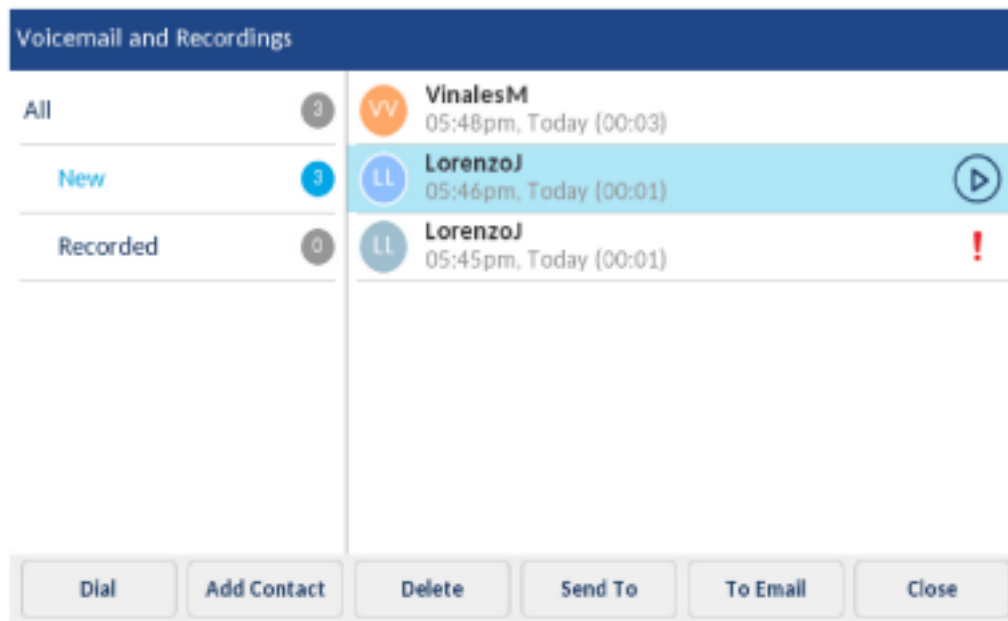 Voicemail and Recordings
All 3
New 3
Recorded 0
VV VinalesM
05:48pm, Today (00:03)
LL LorenzoJ
05:46pm, Today (00:01)
LL LorenzoJ
05:45pm, Today (00:01)
!
Dial Add Contact Delete Send To To Email Close